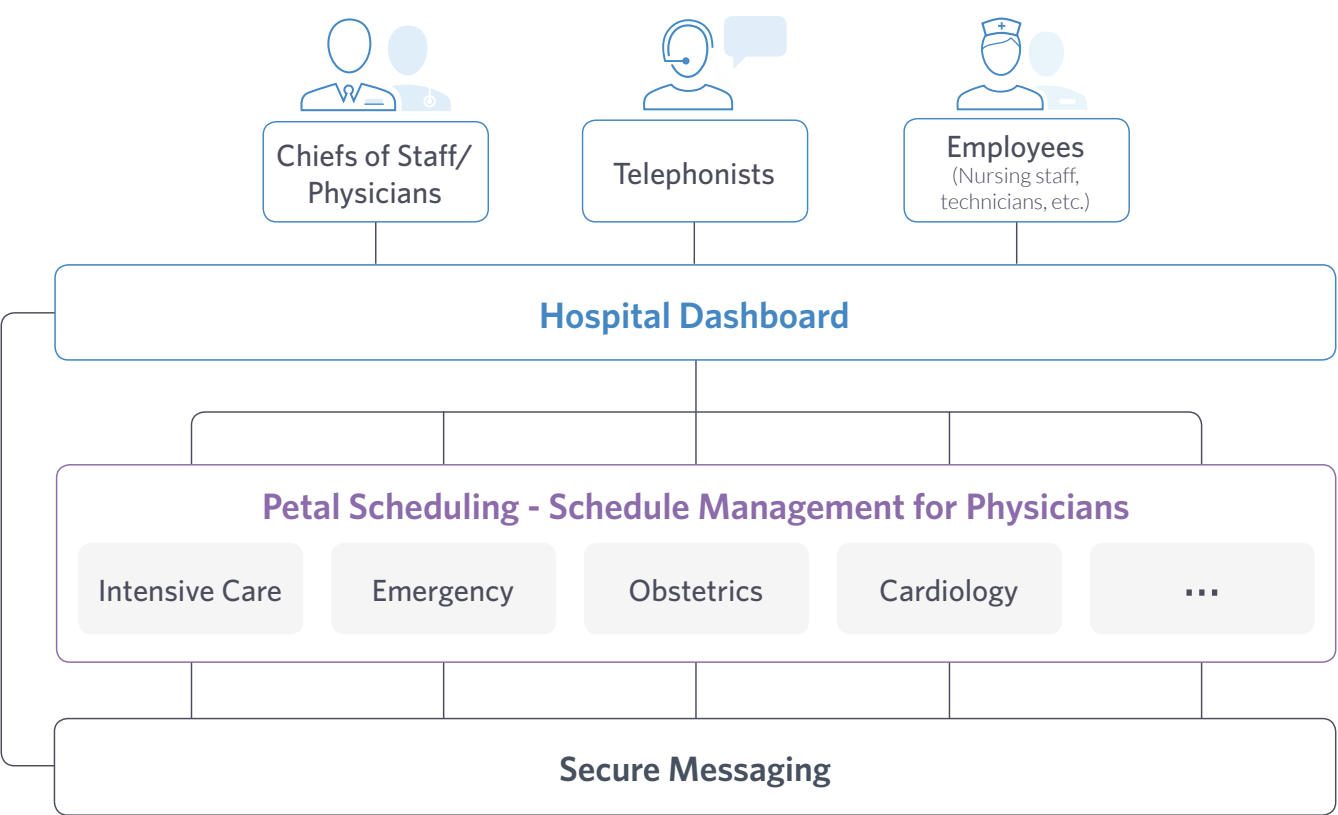 Chiefs of Staff/
Physicians
Telephonists
Employees
(Nursing staff,
technicians, etc.)
Hospital Dashboard
Petal Scheduling - Schedule Management for Physicians
Intensive Care
Emergency
Obstetrics
Cardiology
...
Secure Messaging